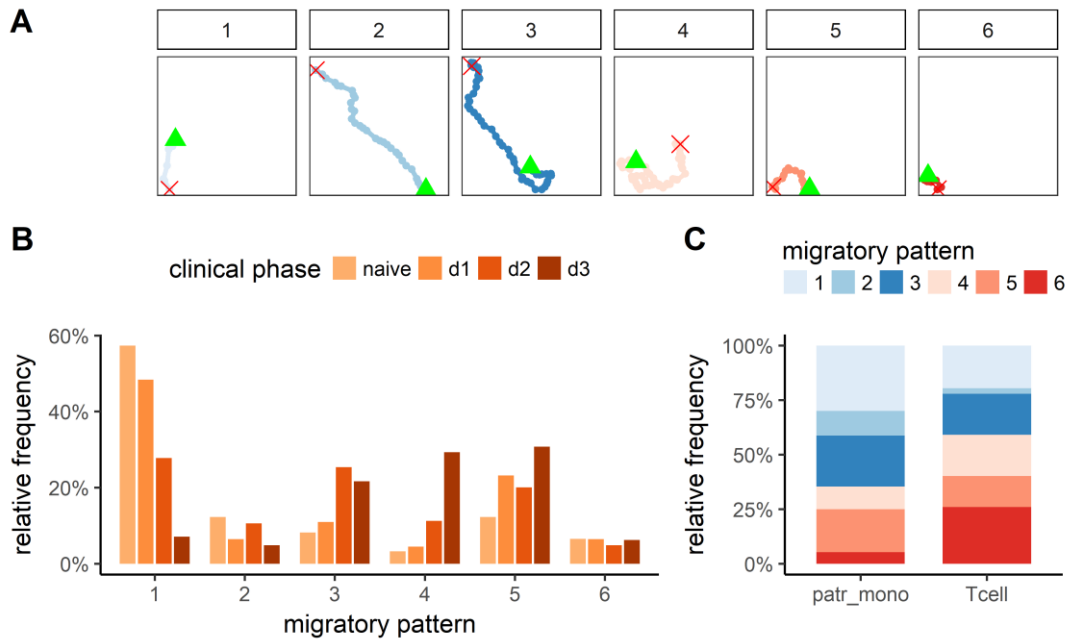 A
1 2 3 4 5 6
B
clinical phase naive d1 d2 d3
relative frequency
60%
40%
20%
0%
1 2 3 4 5 6
migratory pattern
C
migratory pattern
1 2 3 4 5 6
relative frequency
100%
75%
50%
25%
0%
patr_mono Tcell